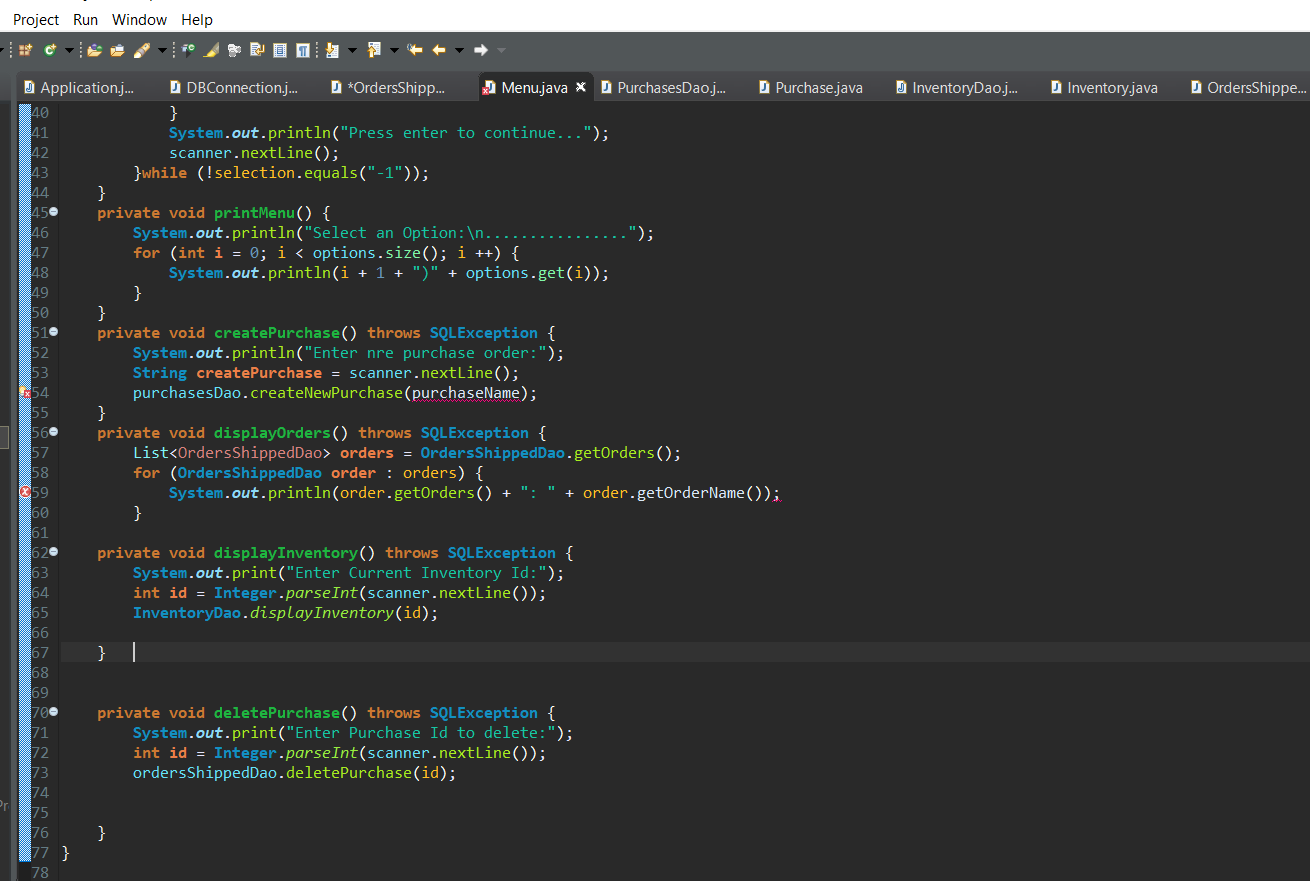 Project Run Window Help
Application.j... DBConnection.j... *OrdersShipp... Menu.java PurchasesDao.j... Purchase.java InventoryDao.j... Inventory.java OrdersShippe...
40 }
41 System.out.println("Press enter to continue...");
42 scanner.nextLine();
43 }while (!selection.equals("-1"));
44 }
45 private void printMenu() {
46 System.out.println("Select an Option:\n................");
47 for (int i = 0; i < options.size(); i ++) {
48 System.out.println(i + 1 + ")" + options.get(i));
49 }
50 }
51 private void createPurchase() throws SQLException {
52 System.out.println("Enter nre purchase order:");
53 String createPurchase = scanner.nextLine();
54 purchasesDao.createNewPurchase(purchaseName);
55 }
56 private void displayOrders() throws SQLException {
57 List<OrdersShippedDao> orders = OrdersShippedDao.getOrders();
58 for (OrdersShippedDao order : orders) {
59 System.out.println(order.getOrders() + ": " + order.getOrderName());
60 }
61
62 private void displayInventory() throws SQLException {
63 System.out.print("Enter Current Inventory Id:");
64 int id = Integer.parseInt(scanner.nextLine());
65 InventoryDao.displayInventory(id);
66
67 }
68
69
70 private void deletePurchase() throws SQLException {
71 System.out.print("Enter Purchase Id to delete:");
72 int id = Integer.parseInt(scanner.nextLine());
73 ordersShippedDao.deletePurchase(id);
74
75
Pr
76 }
77 }
78